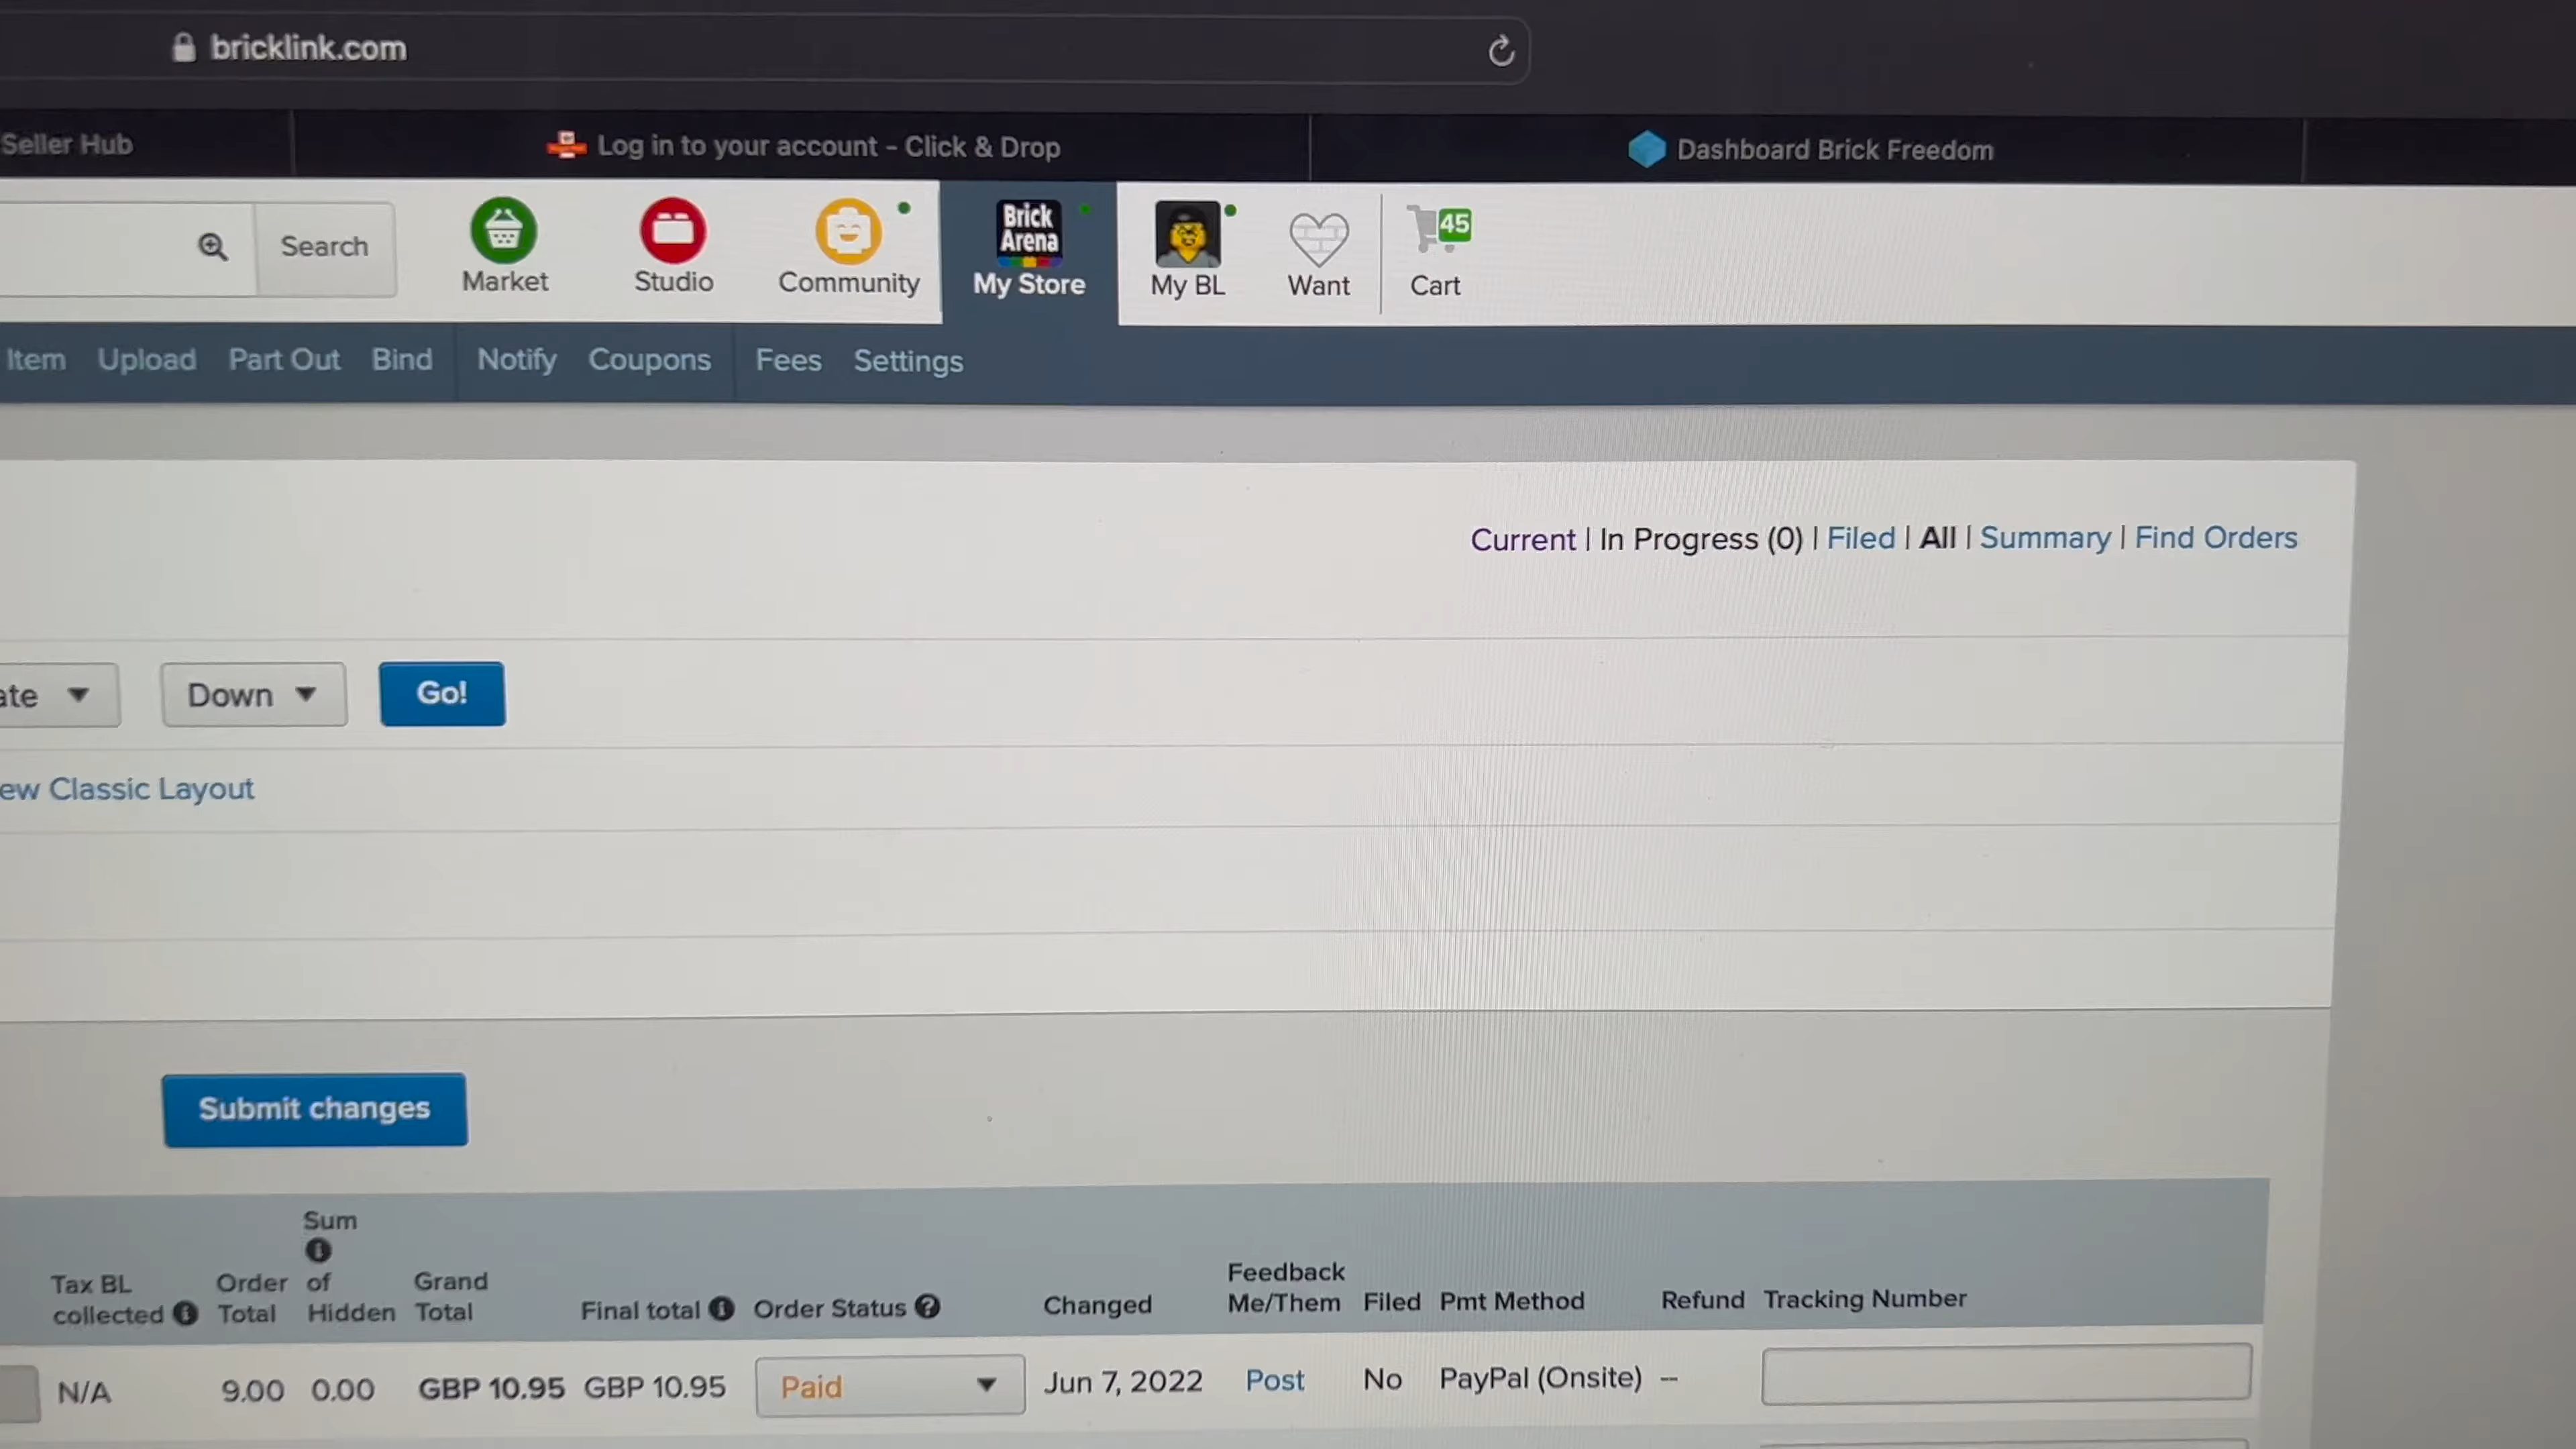 bricklink.com
Seller Hub
Log in to your account - Click & Drop
Dashboard Brick Freedom
Search
Market
Studio
Community
Brick
Arena
My Store
My BL
Want
45
Cart
Item Upload Part Out Bind Notify Coupons Fees Settings
Current | In Progress (0) | Filed | All | Summary | Find Orders
ate
Down
Go!
ew Classic Layout
Submit changes
Tax BL
collected
Order
Total
Sum
of
Hidden
Grand
Total
Final total
Order Status
Changed
Feedback
Me/Them
Filed
Pmt Method
Refund
Tracking Number
N/A 9.00 0.00 GBP 10.95 GBP 10.95 Paid Jun 7, 2022 Post No PayPal (Onsite) --